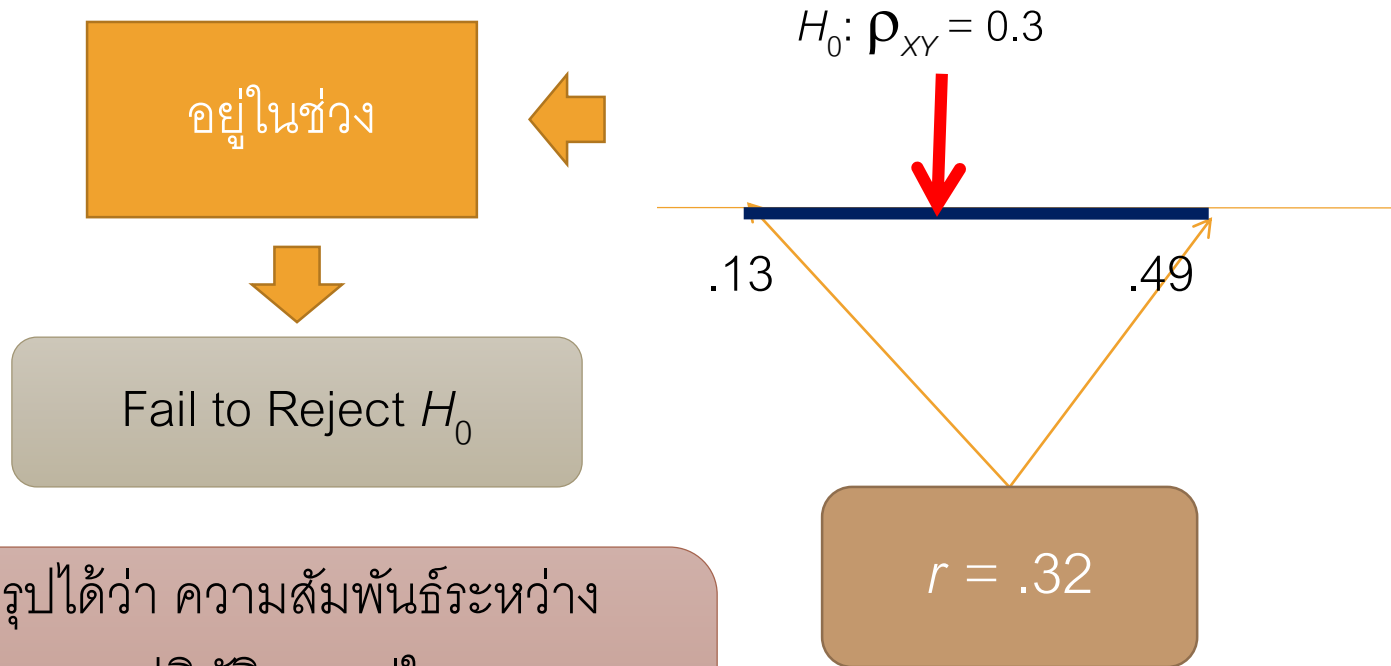 H₀: ρ_XY = 0.3
อยู่ในช่วง
.13
.49
Fail to Reject H₀
r = .32
รุปได้ว่า ความสัมพันธ์ระหว่าง